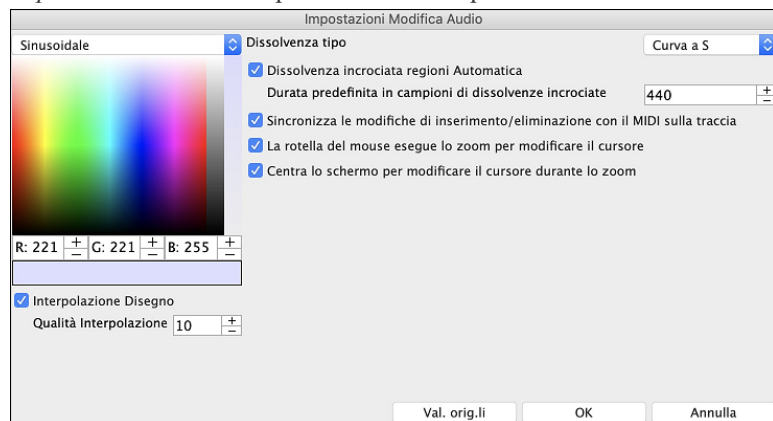 Impostazioni Modifica Audio
Sinusoidale
Dissolvenza tipo
Curva a S
Dissolvenza incrociata regioni Automatica
Durata predefinita in campioni di dissolvenze incrociate
440
+
−
Sincronizza le modifiche di inserimento/eliminazione con il MIDI sulla traccia
La rotella del mouse esegue lo zoom per modificare il cursore
Centra lo schermo per modificare il cursore durante lo zoom
R: 221 + − G: 221 + − B: 255 + −
Interpolazione Disegno
Qualità Interpolazione 10 + −
Val. orig.li
OK
Annulla